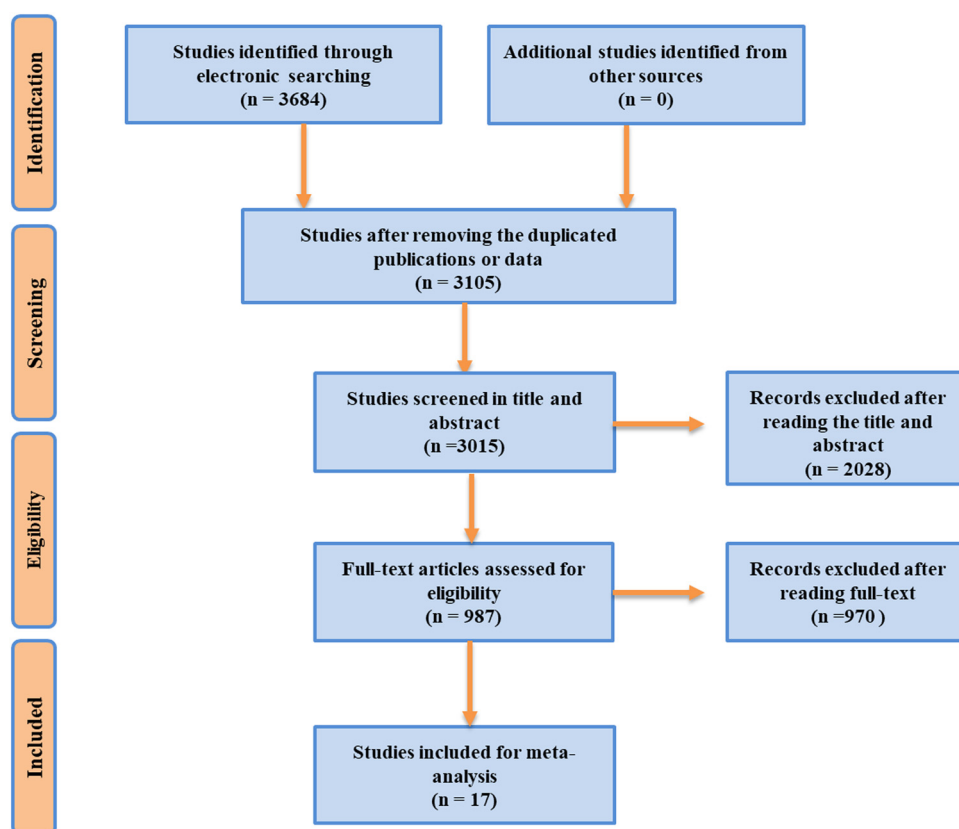 Identification
Studies identified through
electronic searching
(n = 3684)
Additional studies identified from
other sources
(n = 0)
Screening
Studies after removing the duplicated
publications or data
(n = 3105)
Studies screened in title and
abstract
(n =3015)
Records excluded after
reading the title and
abstract
(n = 2028)
Eligibility
Full-text articles assessed for
eligibility
(n = 987)
Records excluded after
reading full-text
(n =970 )
Included
Studies included for meta-
analysis
(n = 17)